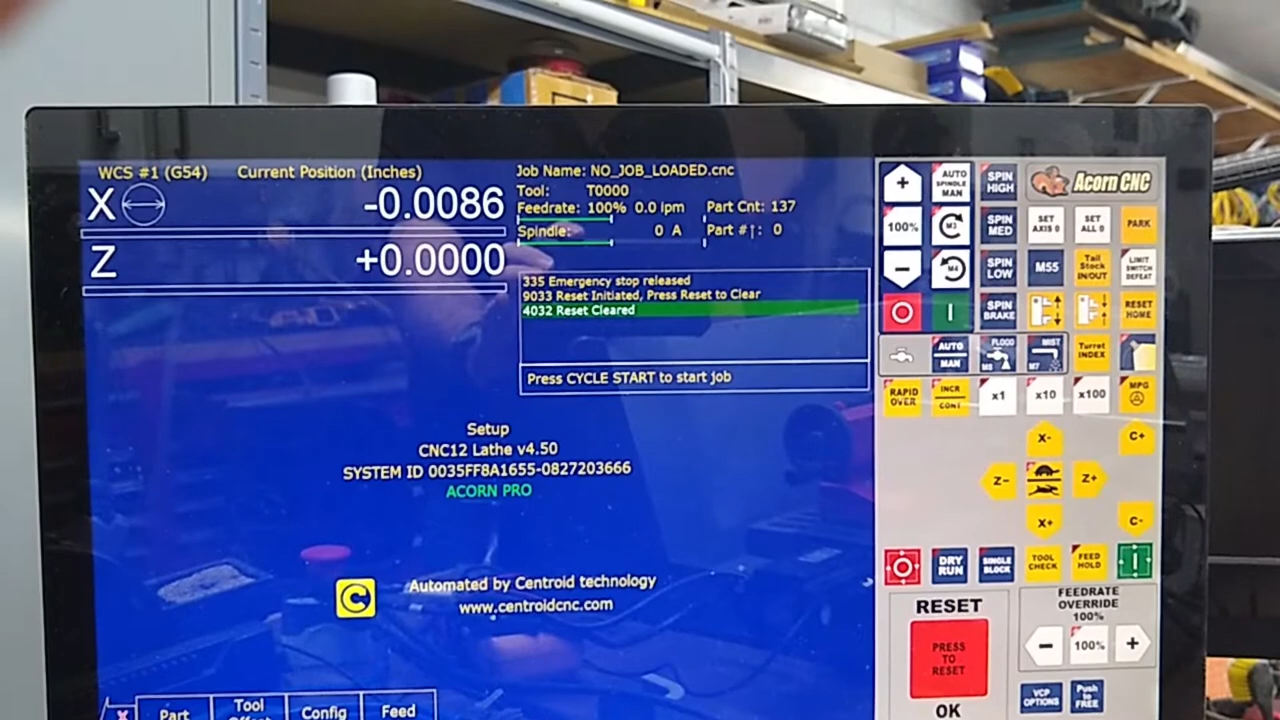 WCS #1 (G54) Current Position (Inches)
X -0.0086
Z +0.0000
Job Name: NO_JOB_LOADED.cnc
Tool: T0000
Feedrate: 100% 0.0 ipm Part Cnt: 137
Spindle: 0 A Part #↑: 0
335 Emergency stop released
9033 Reset Initiated, Press Reset to Clear
4032 Reset Cleared
Press CYCLE START to start job
Setup
CNC12 Lathe v4.50
SYSTEM ID 0035FF8A1655-0827203666
ACORN PRO
C Automated by Centroid technology
www.centroidcnc.com
X Part
Tool
Config
Feed
+ AUTO SPINDLE MAN SPIN HIGH Acorn CNC
100% M3 SPIN MED SET AXIS 0 SET ALL 0 PARK
- M4 SPIN LOW M55 Tail Stock IN/OUT LIMIT SWITCH DEFEAT
SPIN BRAKE RESET HOME
AUTO MAN FLOOD M8 MIST M7 Turret INDEX
RAPID OVER INCR CONT x1 x10 x100 MPG
X- C+
Z- Z+
X+ C-
DRY RUN SINGLE BLOCK TOOL CHECK FEED HOLD
RESET
PRESS TO RESET
OK
FEEDRATE OVERRIDE
100%
- 100% +
VCP OPTIONS Push to FREE